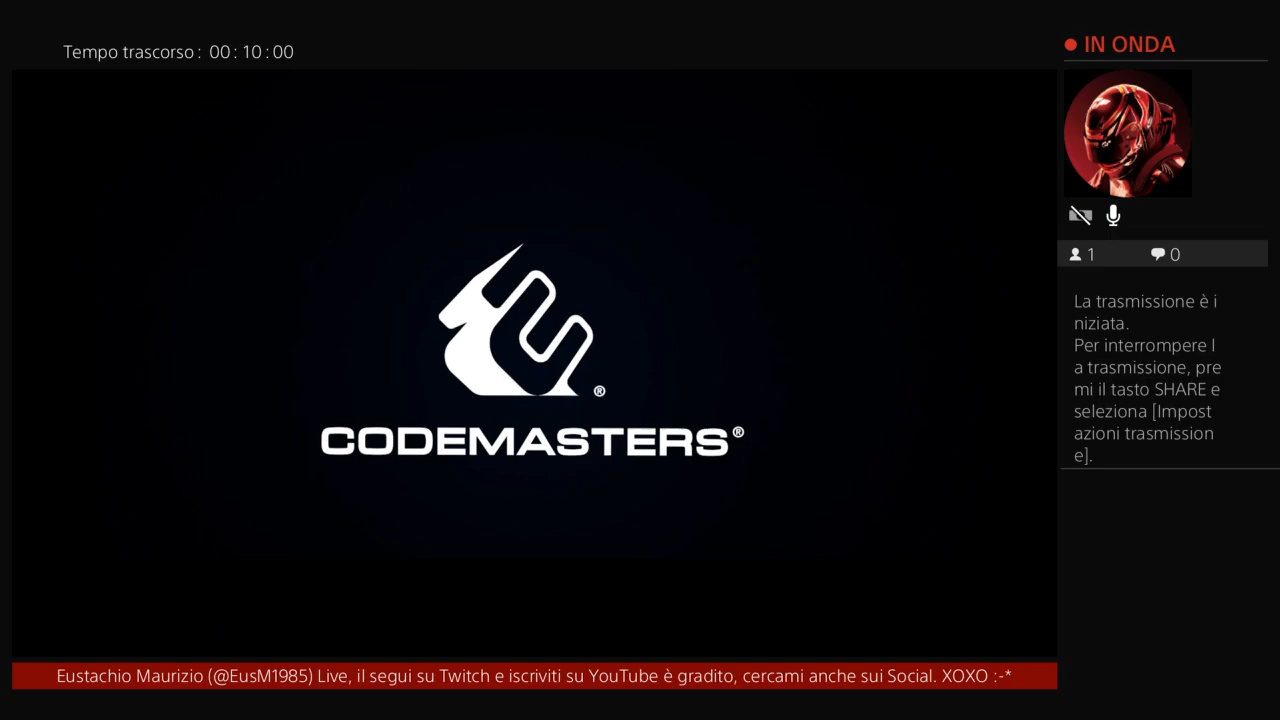 Tempo trascorso: 00:10:00
IN ONDA
1 0
CODEMASTERS®
®
La trasmissione è i
niziata.
Per interrompere l
a trasmissione, pre
mi il tasto SHARE e
seleziona [Impost
azioni trasmission
e].
Eustachio Maurizio (@EusM1985) Live, il segui su Twitch e iscriviti su YouTube è gradito, cercami anche sui Social. XOXO :-*